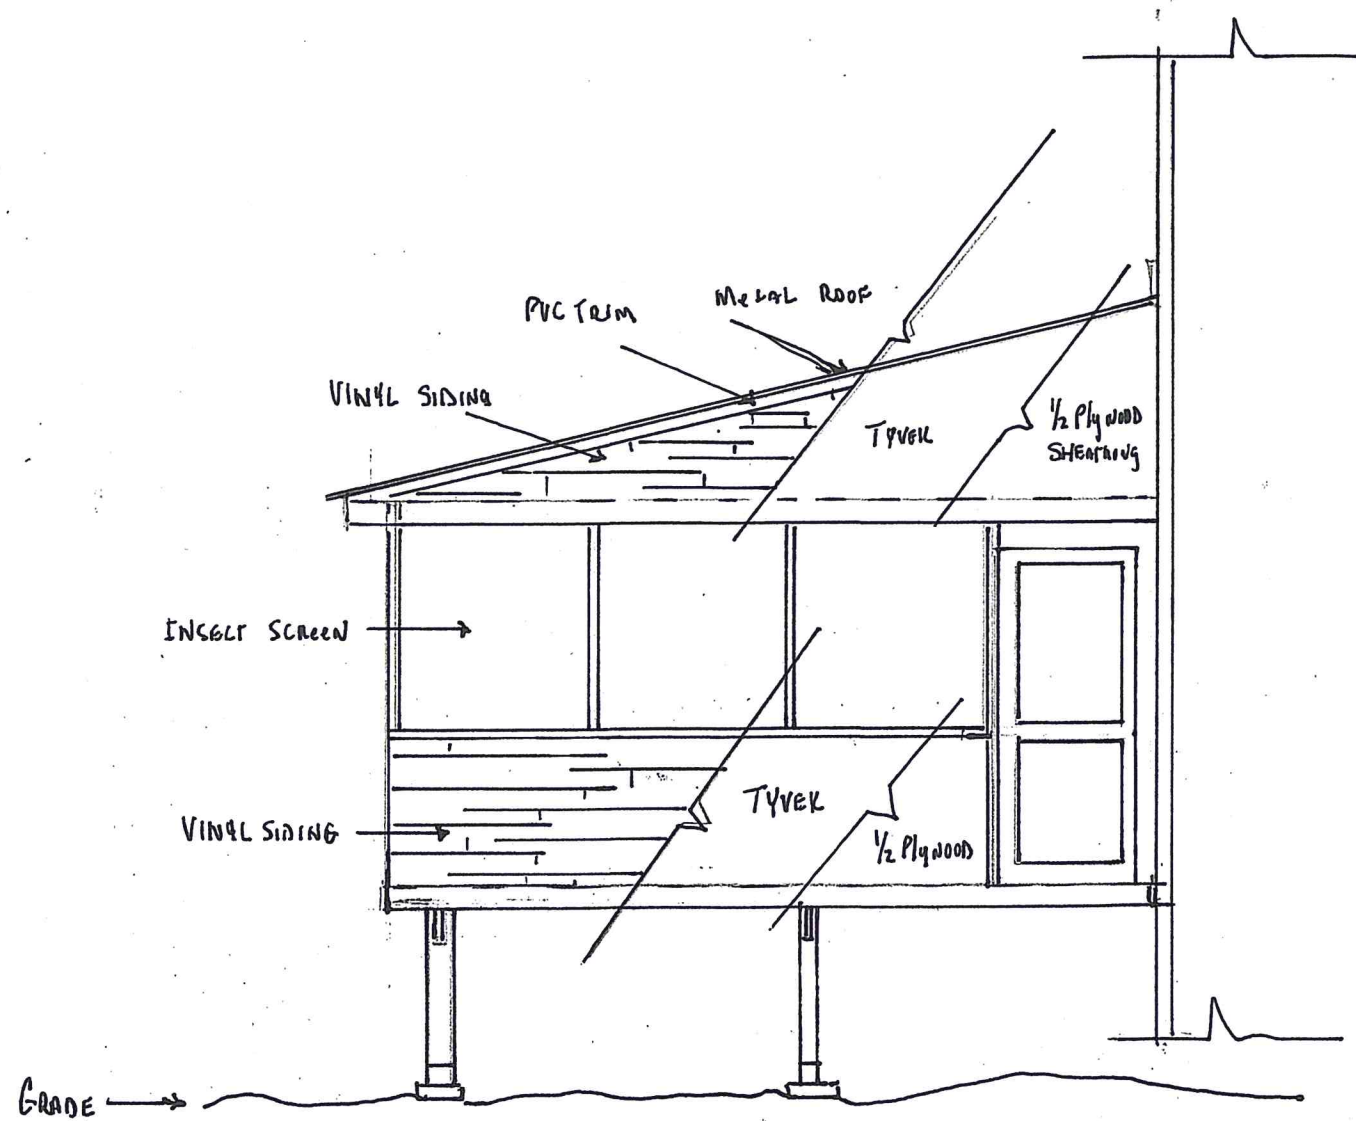 PVC TRIM
METAL ROOF
VINYL SIDING
TYVEK
1/2 PlyWOOD
SHEATHING
INSECT SCREEN
TYVEK
VINYL SIDING
1/2 PlyWOOD
GRADE